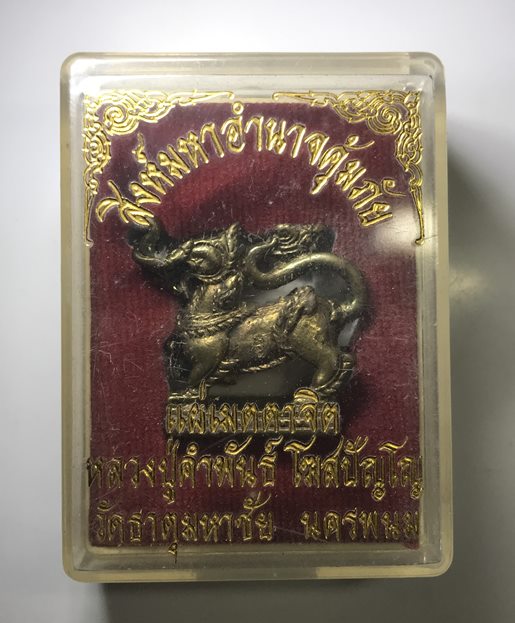 สิงห์มหาอำนาจคุ้มภัย
แผ่เมตตาจิต
หลวงปู่คำพันธ์ โฆสปัญโญ
วัดธาตุมหาชัย นครพนม